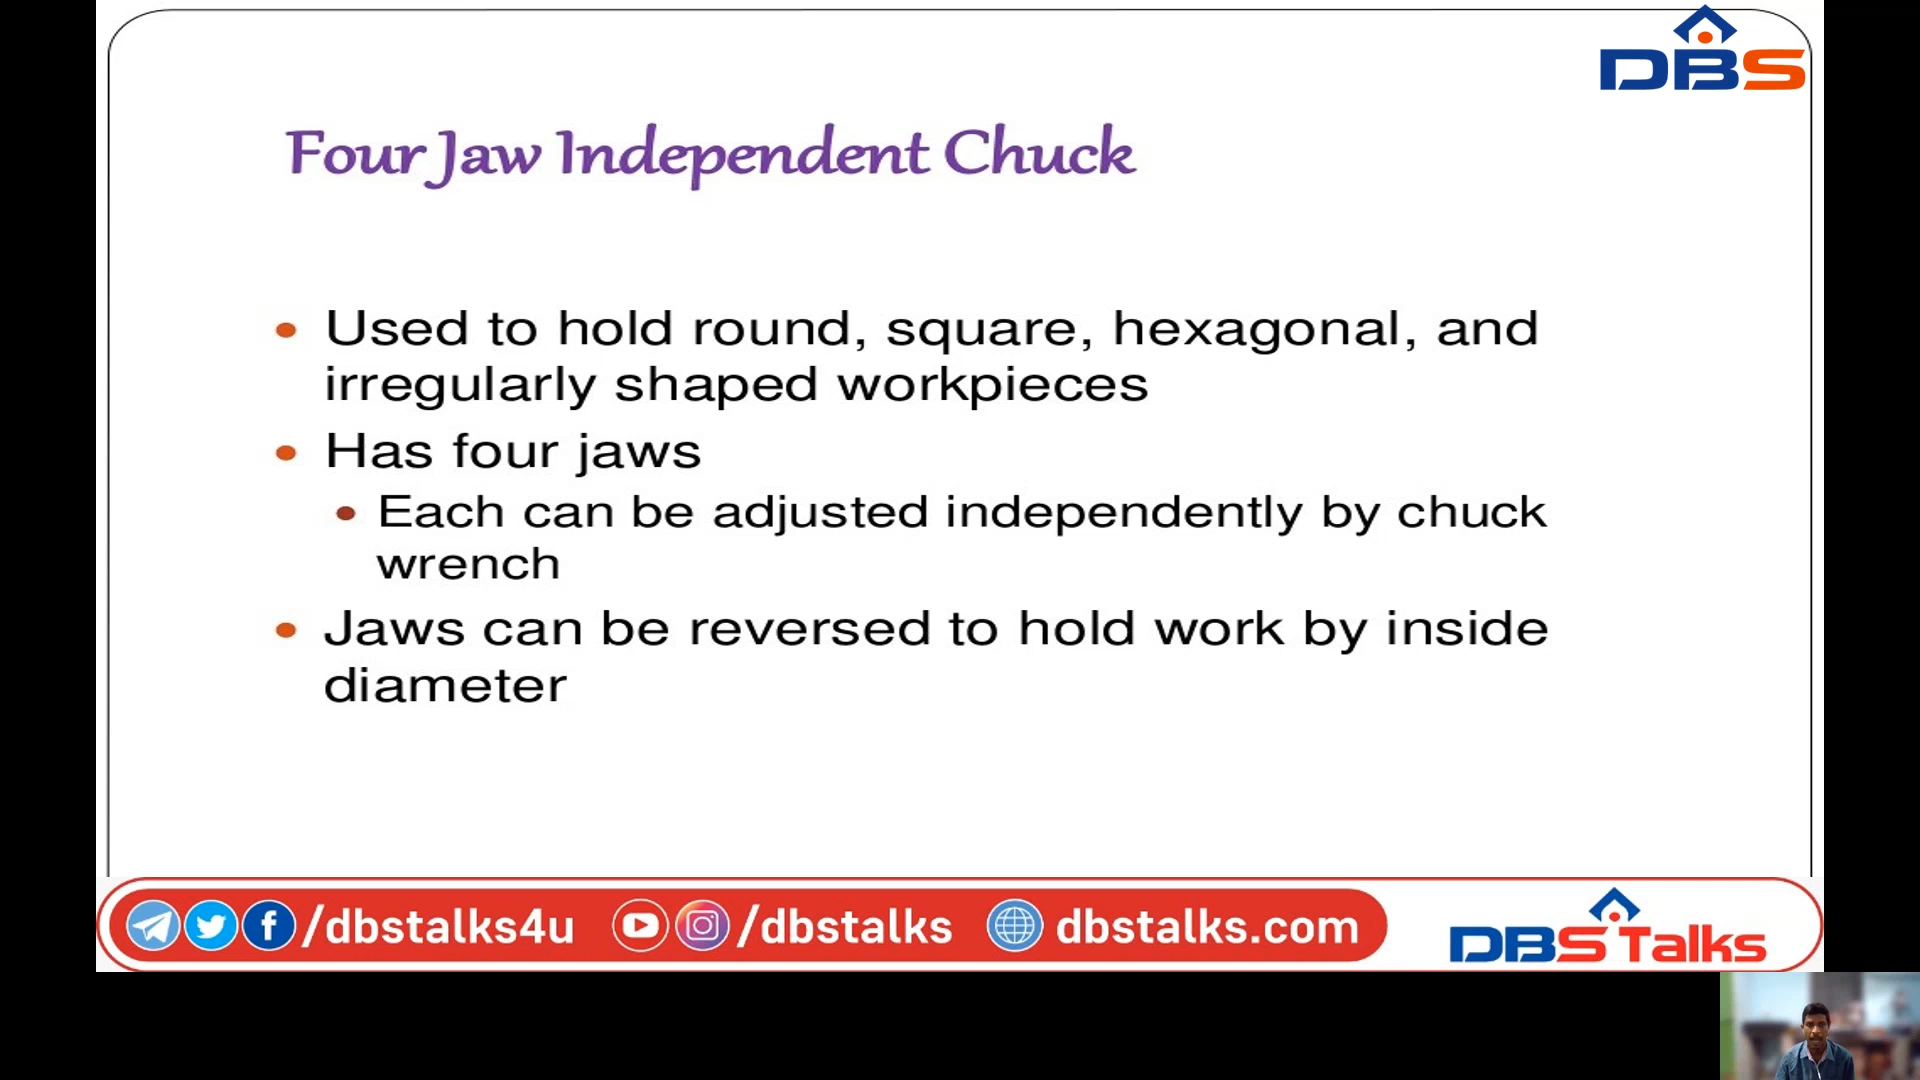 DBS
Four Jaw Independent Chuck
• Used to hold round, square, hexagonal, and
irregularly shaped workpieces
• Has four jaws
• Each can be adjusted independently by chuck
wrench
• Jaws can be reversed to hold work by inside
diameter
/dbstalks4u /dbstalks dbstalks.com DBS Talks